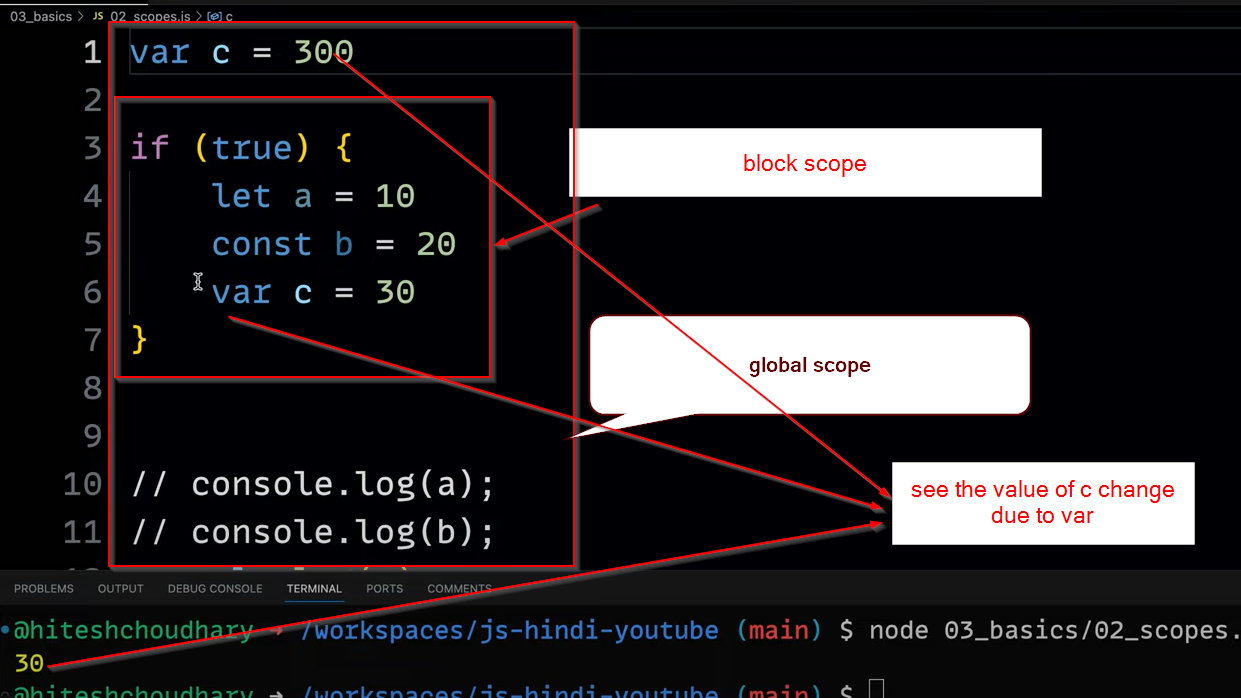 03_basics > JS 02_scopes.js > c
1 var c = 300
2
3 if (true) {
4 let a = 10
5 const b = 20
6 var c = 30
7 }
8
9
10 // console.log(a);
11 // console.log(b);
block scope
global scope
see the value of c change
due to var
PROBLEMS OUTPUT DEBUG CONSOLE TERMINAL PORTS COMMENTS
@hiteshchoudhary → /workspaces/js-hindi-youtube (main) $ node 03_basics/02_scopes.
30
@hiteshchoudhary → /workspaces/js-hindi-youtube (main) $